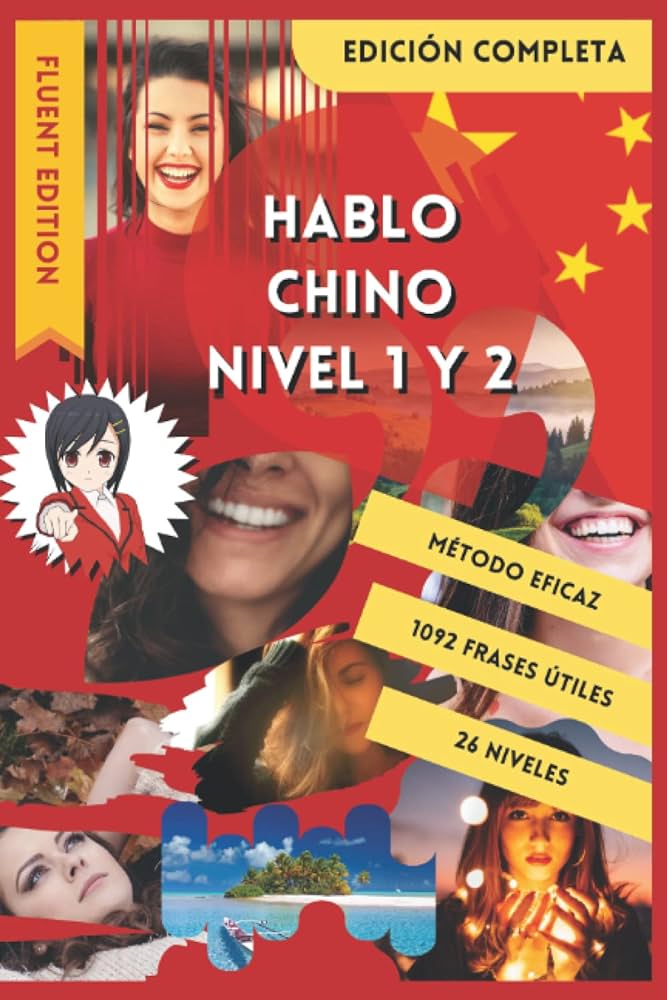 FLUENT EDITION
EDICIÓN COMPLETA
HABLO
CHINO
NIVEL 1 Y 2
MÉTODO EFICAZ
1092 FRASES ÚTILES
26 NIVELES